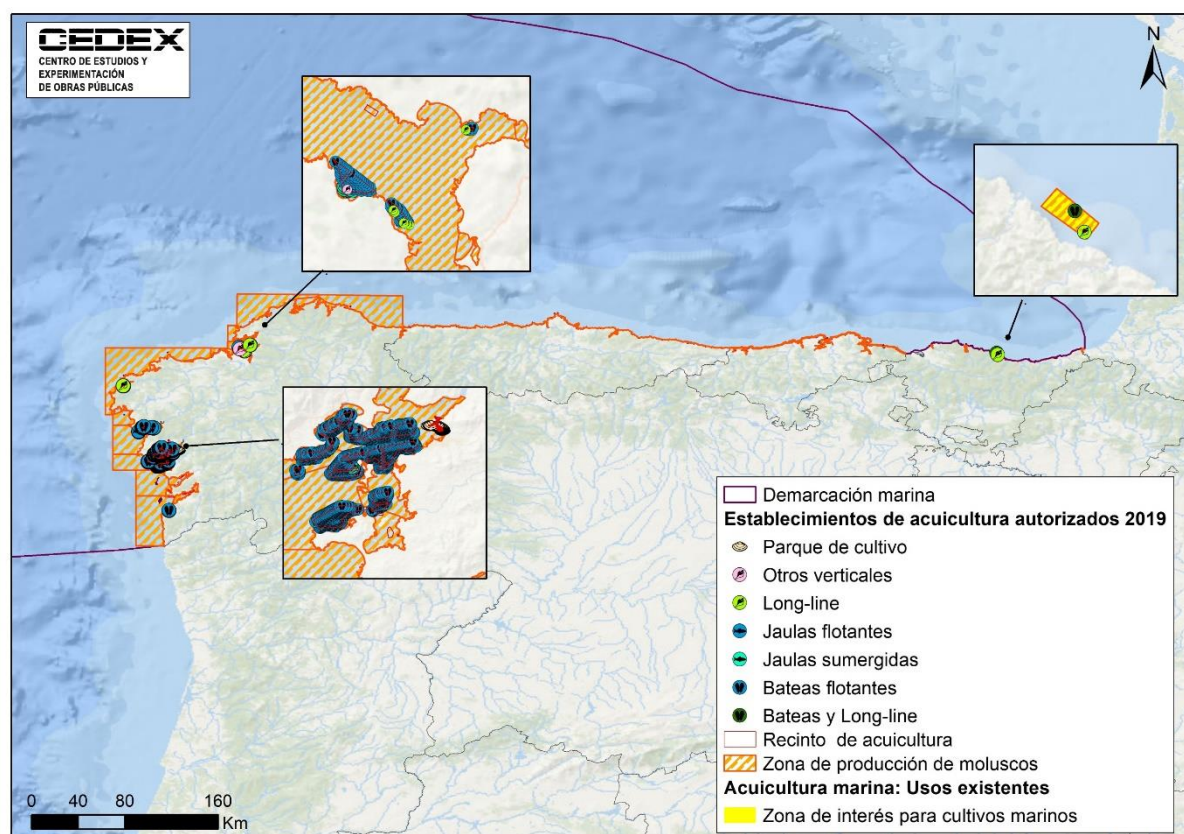 CEDEX
CENTRO DE ESTUDIOS Y
EXPERIMENTACIÓN
DE OBRAS PÚBLICAS
N
Demarcación marina
Establecimientos de acuicultura autorizados 2019
Parque de cultivo
Otros verticales
Long-line
Jaulas flotantes
Jaulas sumergidas
Bateas flotantes
Bateas y Long-line
Recinto de acuicultura
Zona de producción de moluscos
Acuicultura marina: Usos existentes
Zona de interés para cultivos marinos
0 40 80 160
Km